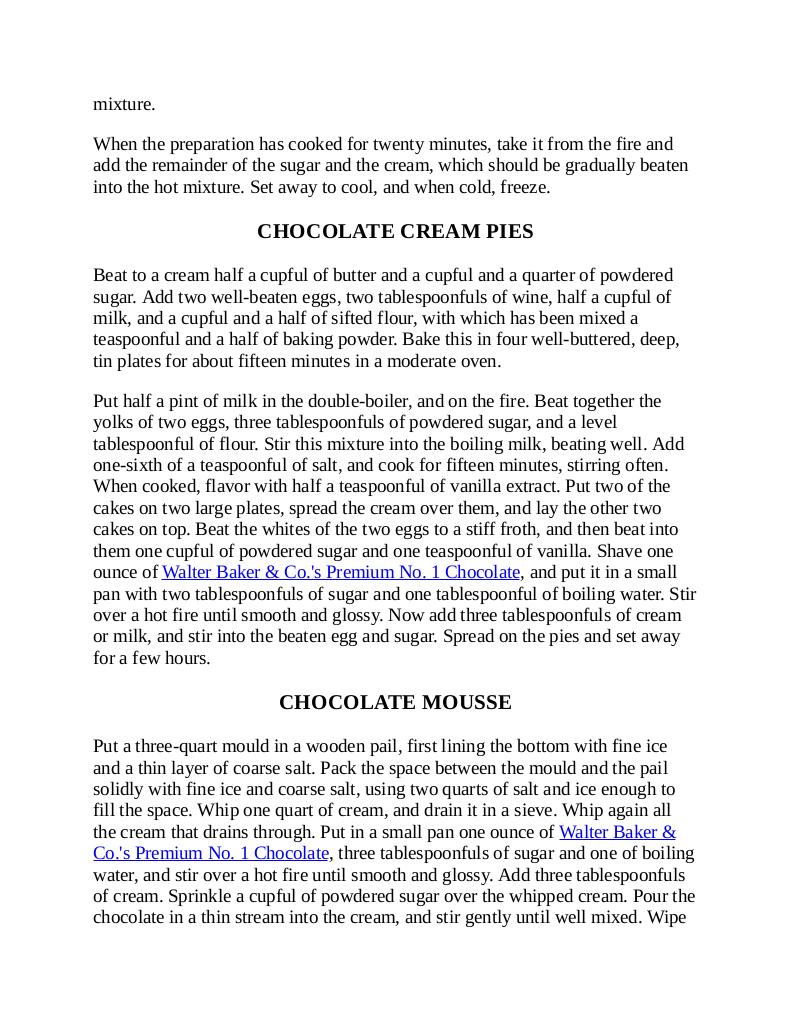 mixture.
When the preparation has cooked for twenty minutes, take it from the fire and
add the remainder of the sugar and the cream, which should be gradually beaten
into the hot mixture. Set away to cool, and when cold, freeze.
CHOCOLATE CREAM PIES
Beat to a cream half a cupful of butter and a cupful and a quarter of powdered
sugar. Add two well-beaten eggs, two tablespoonfuls of wine, half a cupful of
milk, and a cupful and a half of sifted flour, with which has been mixed a
teaspoonful and a half of baking powder. Bake this in four well-buttered, deep,
tin plates for about fifteen minutes in a moderate oven.
Put half a pint of milk in the double-boiler, and on the fire. Beat together the
yolks of two eggs, three tablespoonfuls of powdered sugar, and a level
tablespoonful of flour. Stir this mixture into the boiling milk, beating well. Add
one-sixth of a teaspoonful of salt, and cook for fifteen minutes, stirring often.
When cooked, flavor with half a teaspoonful of vanilla extract. Put two of the
cakes on two large plates, spread the cream over them, and lay the other two
cakes on top. Beat the whites of the two eggs to a stiff froth, and then beat into
them one cupful of powdered sugar and one teaspoonful of vanilla. Shave one
ounce of Walter Baker & Co.'s Premium No. 1 Chocolate, and put it in a small
pan with two tablespoonfuls of sugar and one tablespoonful of boiling water. Stir
over a hot fire until smooth and glossy. Now add three tablespoonfuls of cream
or milk, and stir into the beaten egg and sugar. Spread on the pies and set away
for a few hours.
CHOCOLATE MOUSSE
Put a three-quart mould in a wooden pail, first lining the bottom with fine ice
and a thin layer of coarse salt. Pack the space between the mould and the pail
solidly with fine ice and coarse salt, using two quarts of salt and ice enough to
fill the space. Whip one quart of cream, and drain it in a sieve. Whip again all
the cream that drains through. Put in a small pan one ounce of Walter Baker &
Co.'s Premium No. 1 Chocolate, three tablespoonfuls of sugar and one of boiling
water, and stir over a hot fire until smooth and glossy. Add three tablespoonfuls
of cream. Sprinkle a cupful of powdered sugar over the whipped cream. Pour the
chocolate in a thin stream into the cream, and stir gently until well mixed. Wipe